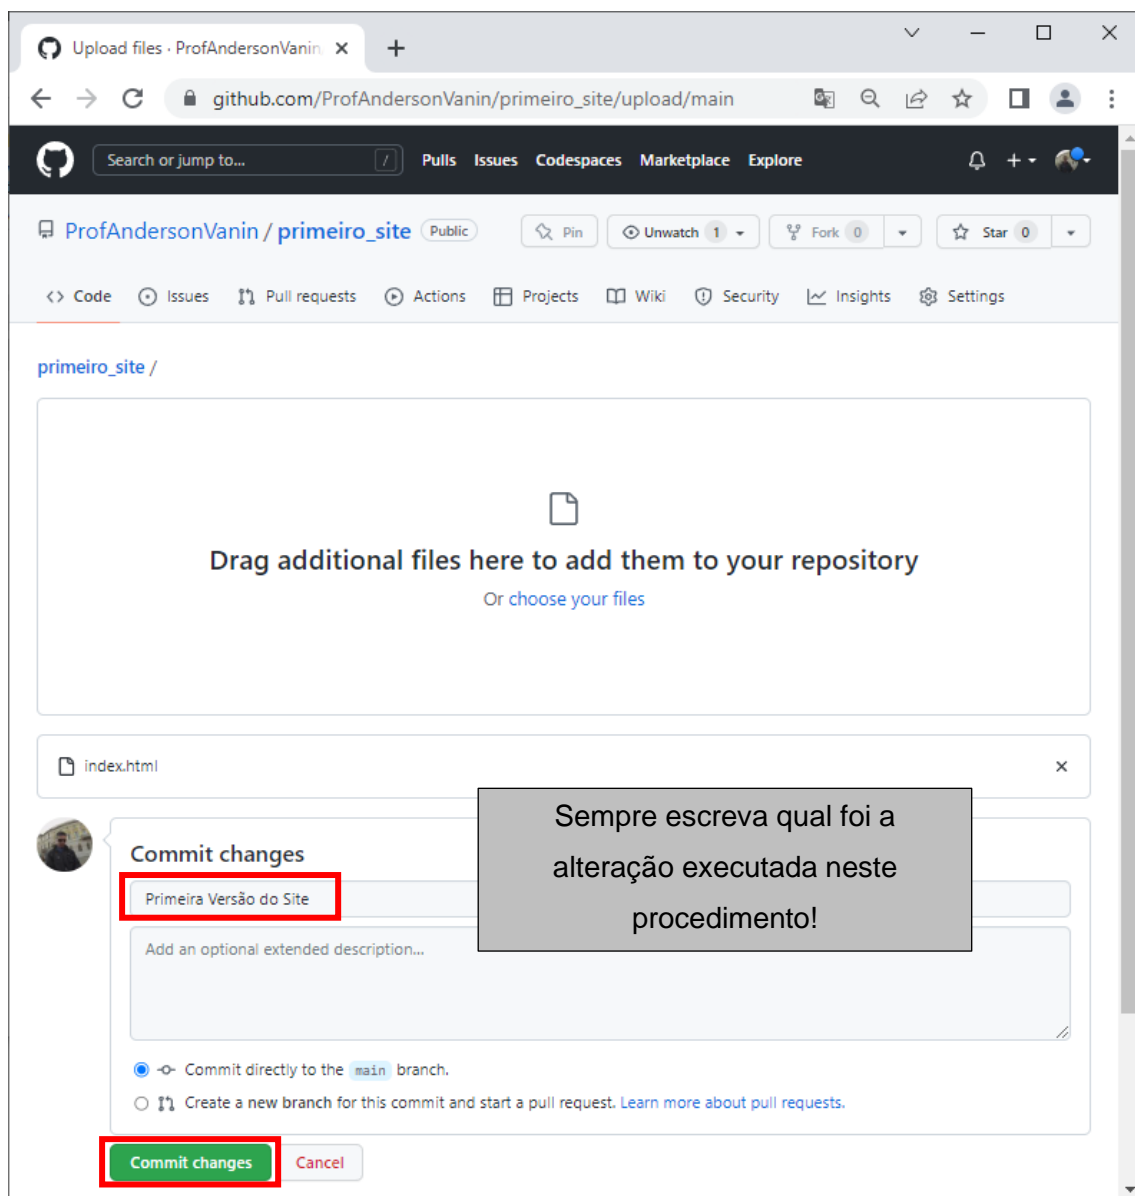 Upload files · ProfAndersonVanin
github.com/ProfAndersonVanin/primeiro_site/upload/main
Search or jump to... / Pulls Issues Codespaces Marketplace Explore
ProfAndersonVanin / primeiro_site Public Pin Unwatch 1 Fork 0 Star 0
Code Issues Pull requests Actions Projects Wiki Security Insights Settings
primeiro_site /
Drag additional files here to add them to your repository
Or choose your files
index.html
Sempre escreva qual foi a
alteração executada neste
procedimento!
Commit changes
Primeira Versão do Site
Add an optional extended description...
Commit directly to the main branch.
Create a new branch for this commit and start a pull request. Learn more about pull requests.
Commit changes Cancel